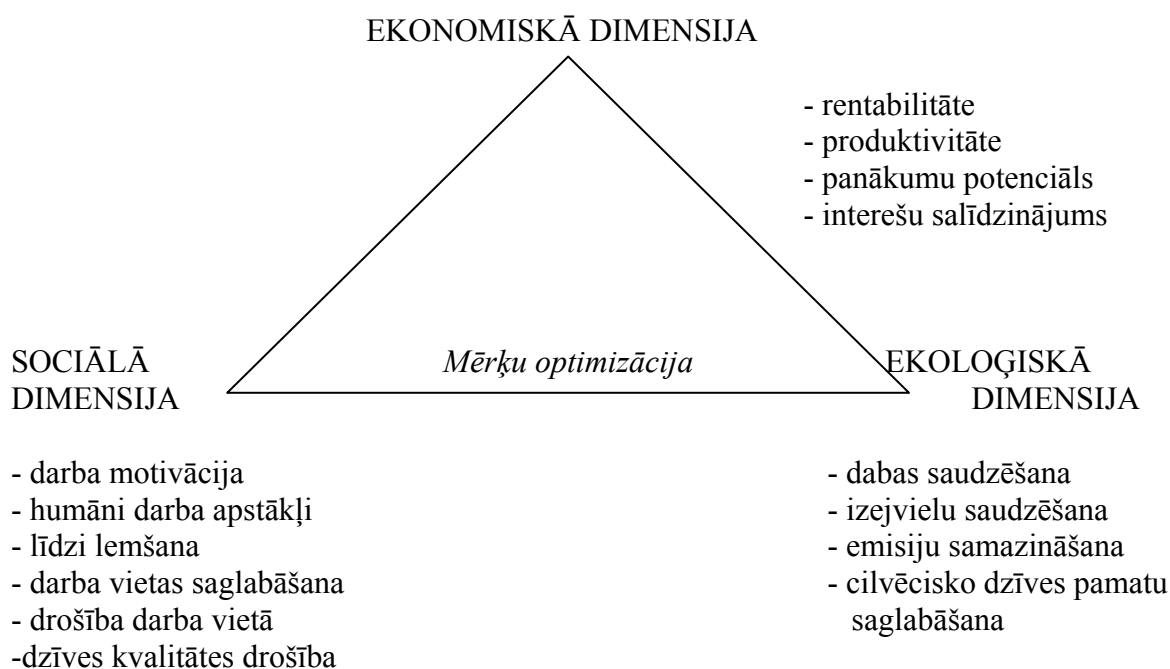 EKONOMISKĀ DIMENSIJA
- rentabilitāte
- produktivitāte
- panākumu potenciāls
- interešu salīdzinājums
SOCIĀLĀ
DIMENSIJA
Mērķu optimizācija
EKOLOĢISKĀ
DIMENSIJA
- darba motivācija
- humāni darba apstākļi
- līdzi lemšana
- darba vietas saglabāšana
- drošība darba vietā
-dzīves kvalitātes drošība
- dabas saudzēšana
- izejvielu saudzēšana
- emisiju samazināšana
- cilvēcisko dzīves pamatu
saglabāšana